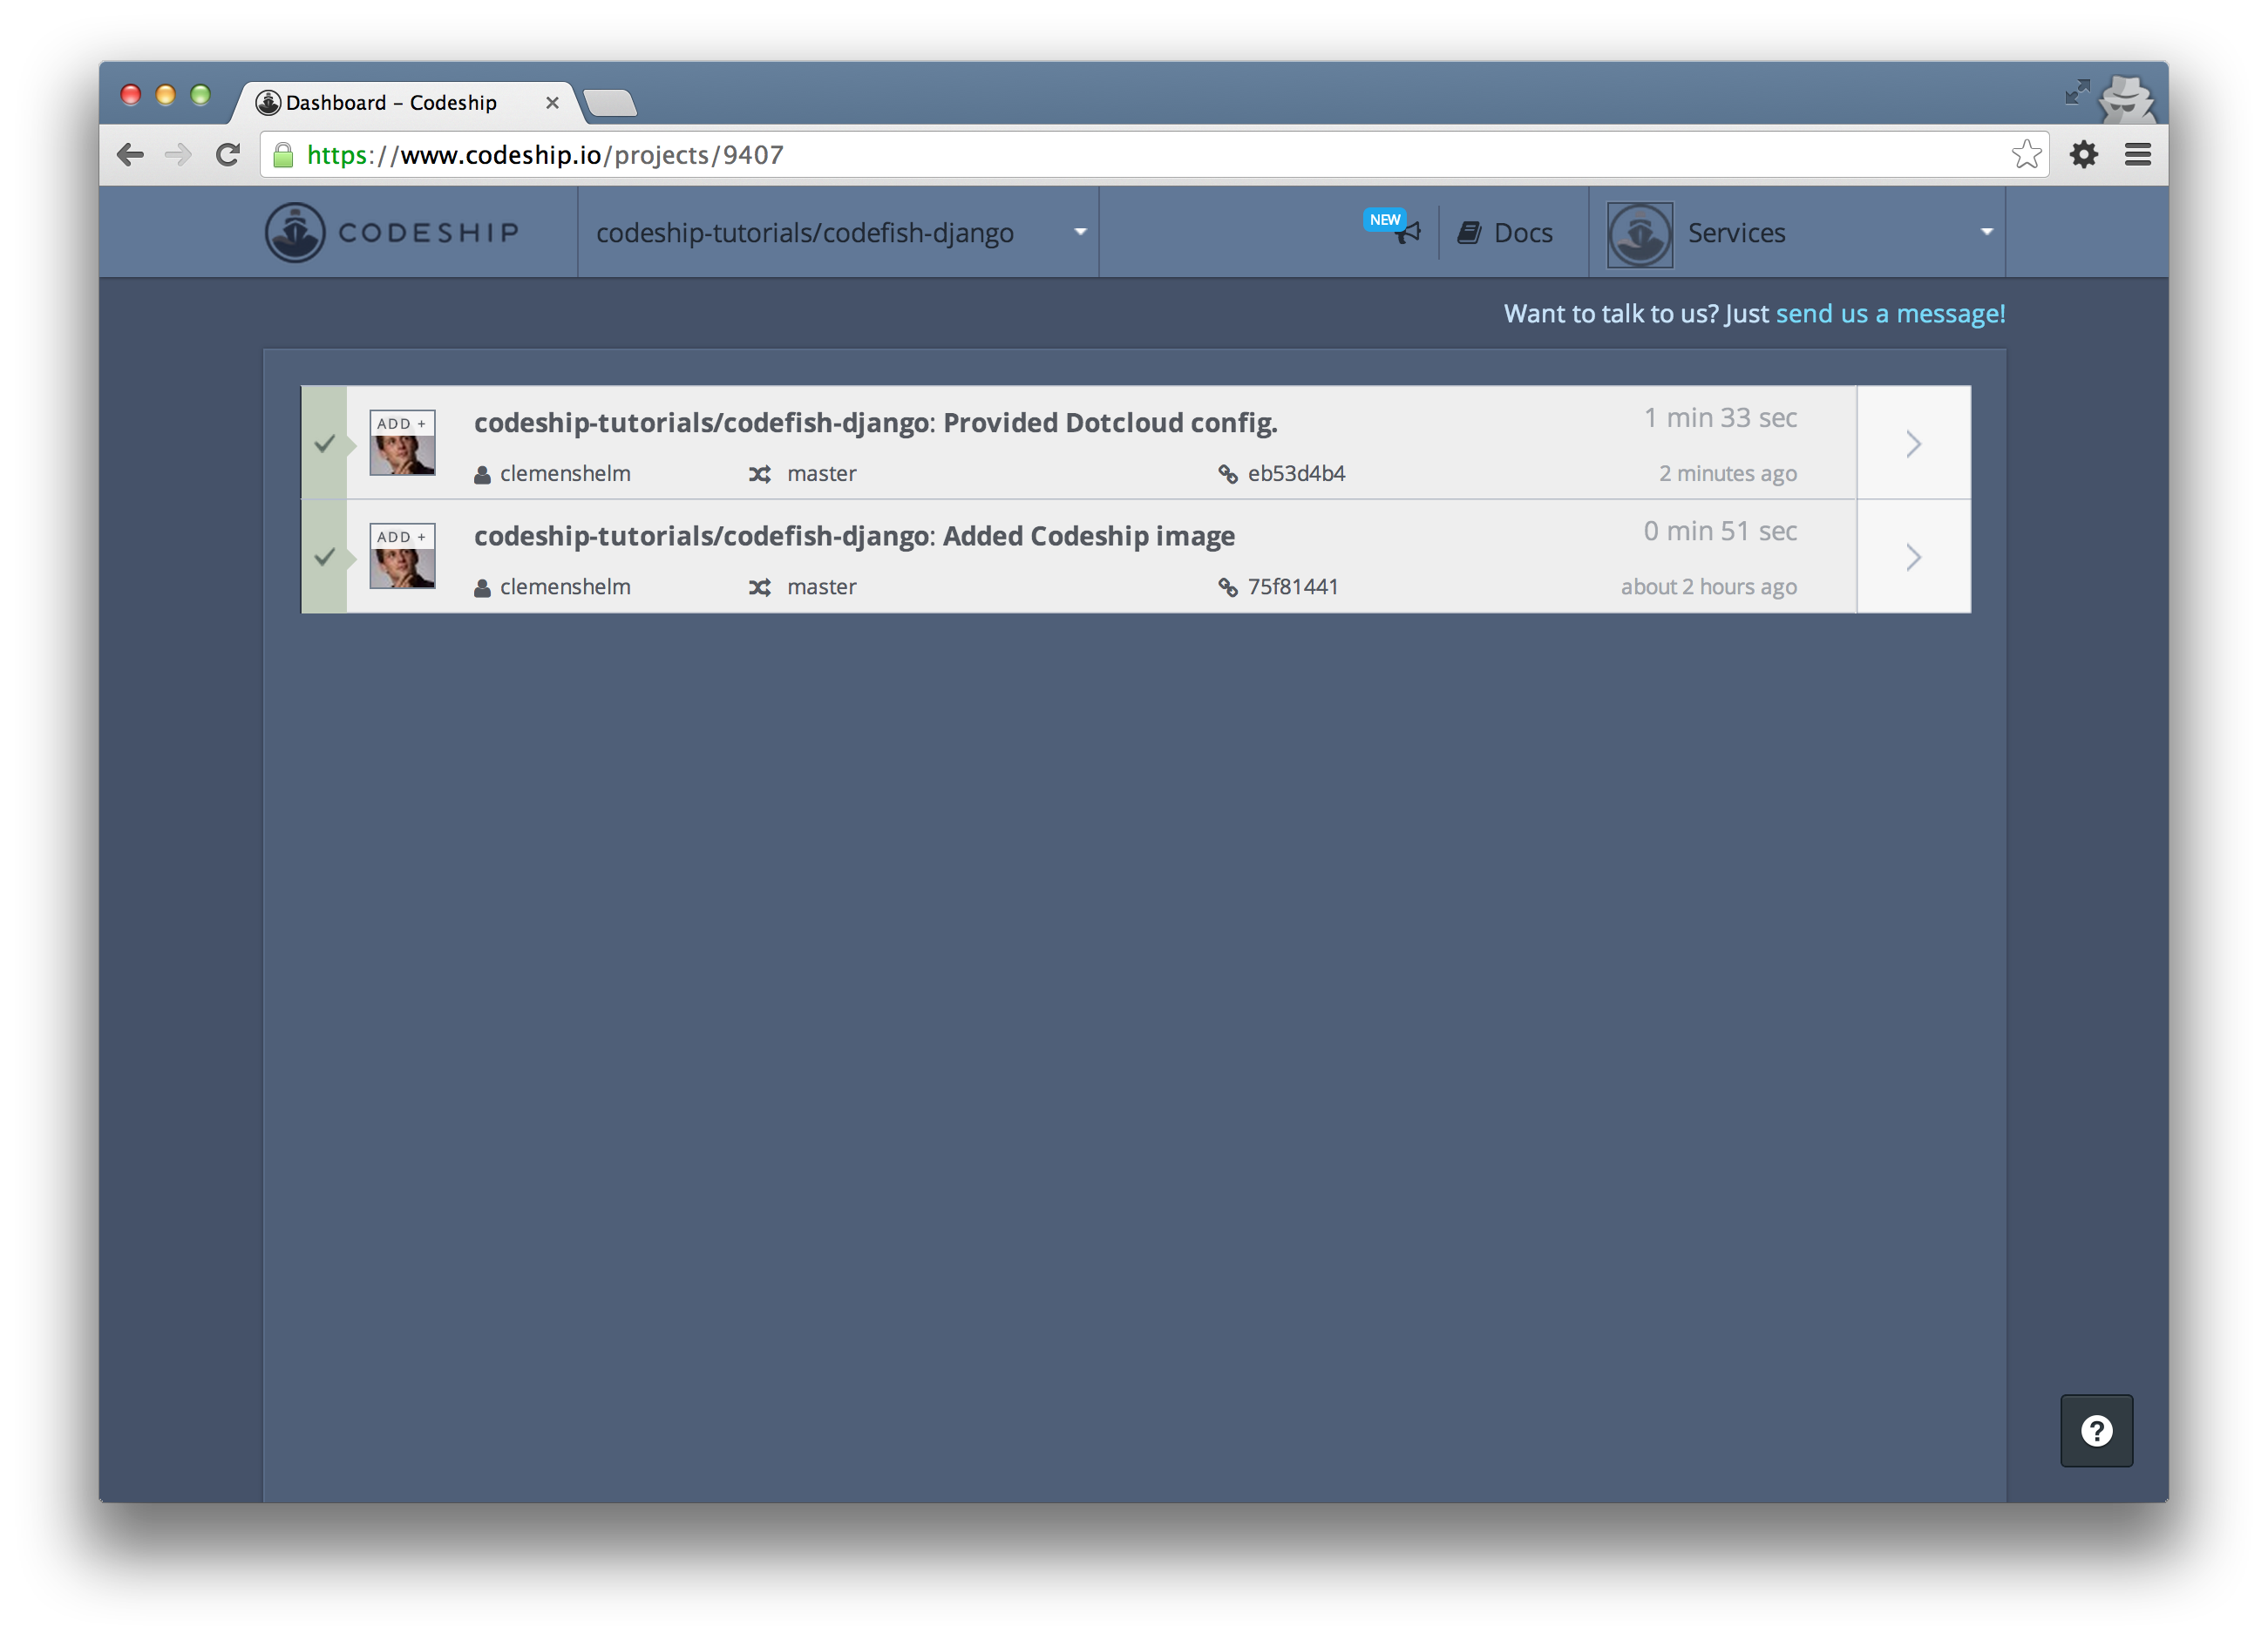 Dashboard – Codeship
https://www.codeship.io/projects/9407
CODESHIP
codeship-tutorials/codefish-django
NEW
Docs
Services
Want to talk to us? Just send us a message!
ADD +
codeship-tutorials/codefish-django: Provided Dotcloud config.
1 min 33 sec
clemenshelm
master
eb53d4b4
2 minutes ago
ADD +
codeship-tutorials/codefish-django: Added Codeship image
0 min 51 sec
clemenshelm
master
75f81441
about 2 hours ago
?